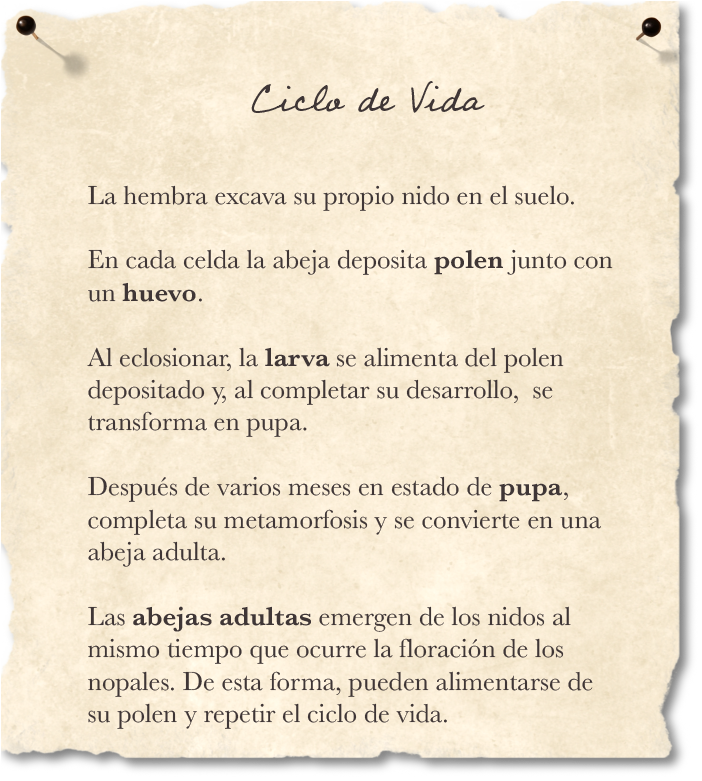 Ciclo de Vida
La hembra excava su propio nido en el suelo.
En cada celda la abeja deposita polen junto con
un huevo.
Al eclosionar, la larva se alimenta del polen
depositado y, al completar su desarrollo,  se
transforma en pupa.
Después de varios meses en estado de pupa,
completa su metamorfosis y se convierte en una
abeja adulta.
Las abejas adultas emergen de los nidos al
mismo tiempo que ocurre la floración de los
nopales. De esta forma, pueden alimentarse de
su polen y repetir el ciclo de vida.